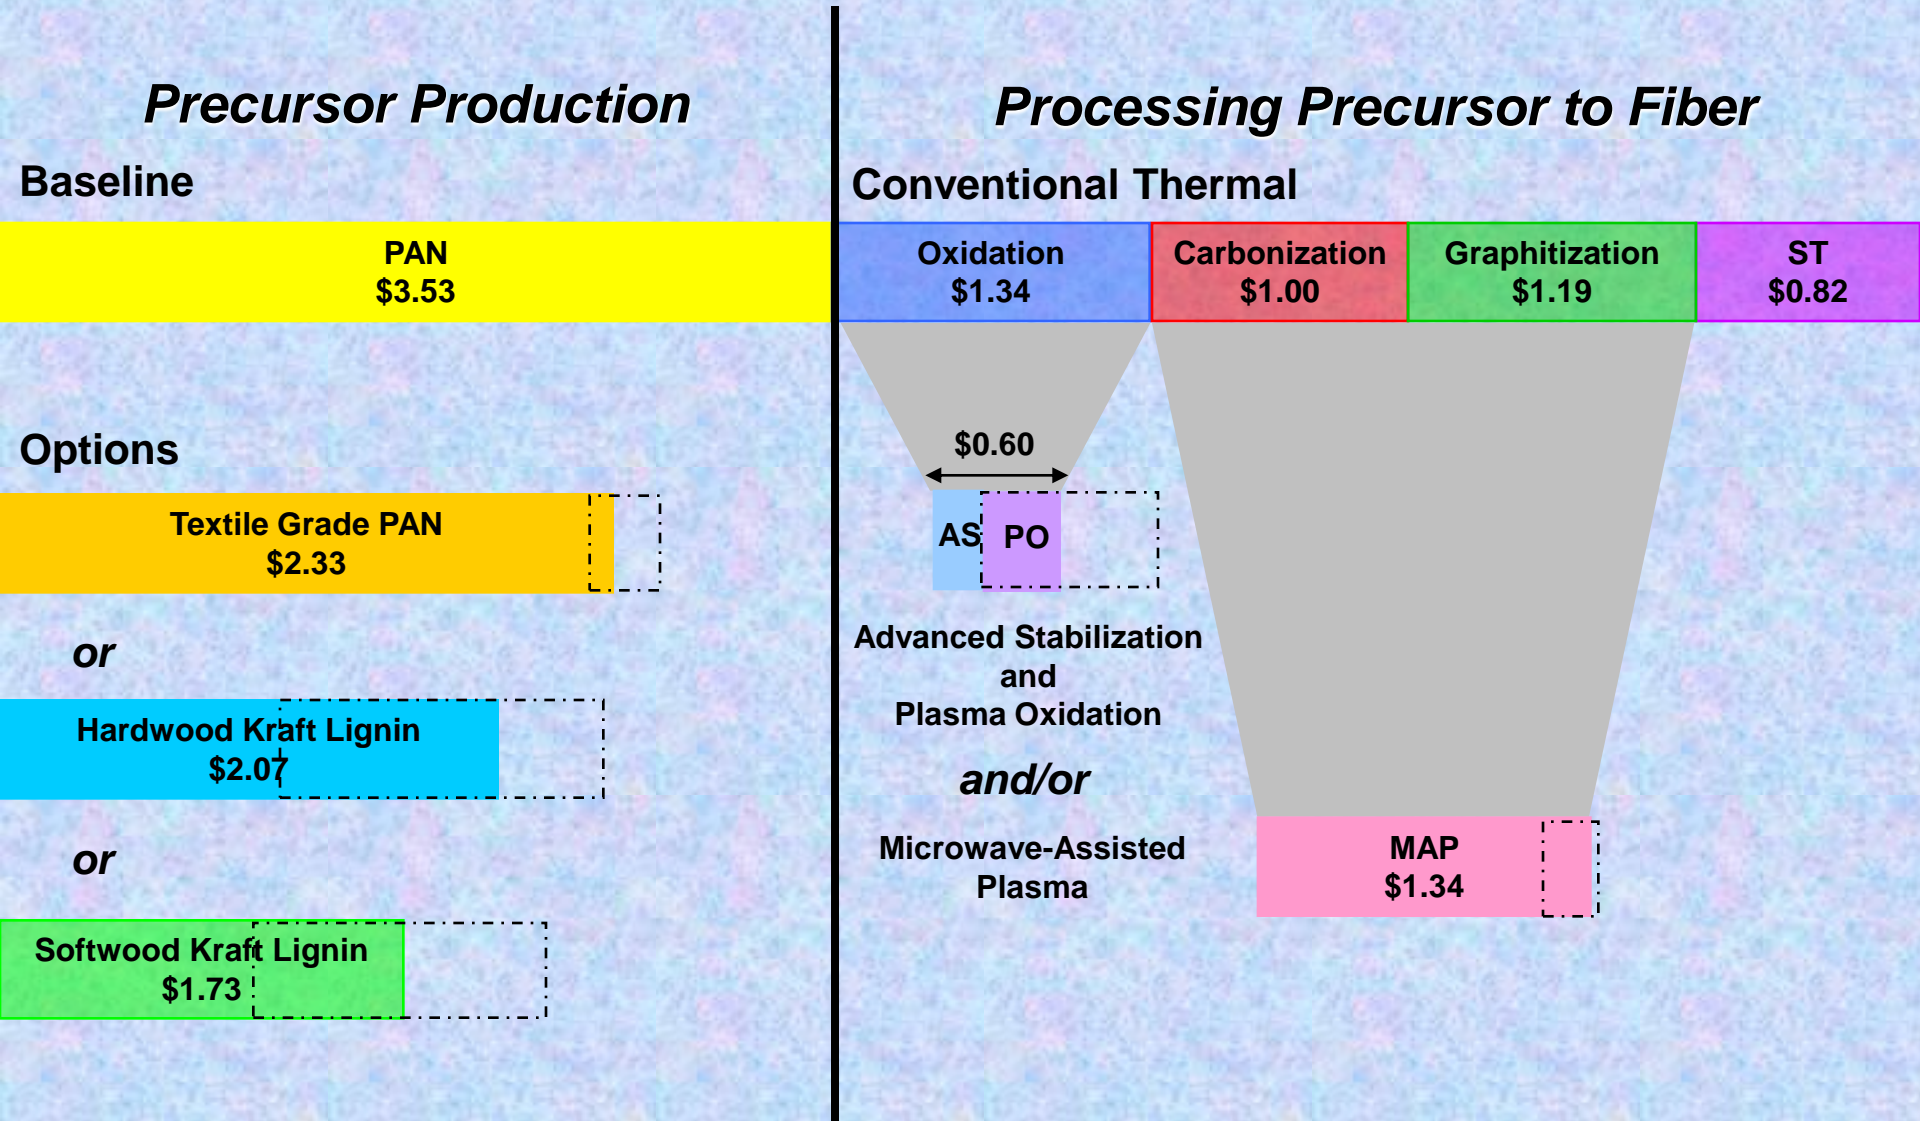 Precursor Production
Baseline
PAN
$3.53
Options
Textile Grade PAN
$2.33
or
Hardwood Kraft Lignin
$2.07
or
Softwood Kraft Lignin
$1.73
Processing Precursor to Fiber
Conventional Thermal
Oxidation
$1.34
Carbonization
$1.00
Graphitization
$1.19
ST
$0.82
$0.60
AS
PO
Advanced Stabilization
and
Plasma Oxidation
and/or
Microwave-Assisted
Plasma
MAP
$1.34